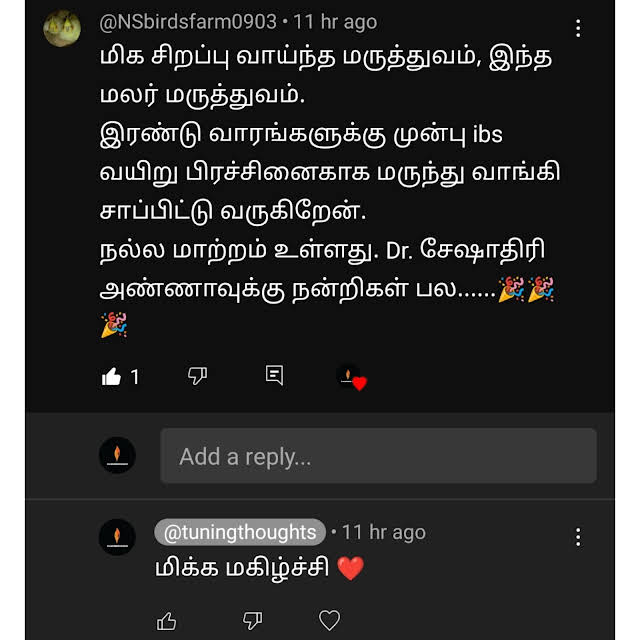 @NSbirdsfarm0903 • 11 hr ago
மிக சிறப்பு வாய்ந்த மருத்துவம், இந்த
மலர் மருத்துவம்.
இரண்டு வாரங்களுக்கு முன்பு ibs
வயிறு பிரச்சினைகாக மருந்து வாங்கி
சாப்பிட்டு வருகிறேன்.
நல்ல மாற்றம் உள்ளது. Dr. சேஷாதிரி
அண்ணாவுக்கு நன்றிகள் பல......🎉🎉
🎉
1
Add a reply...
@tuningthoughts • 11 hr ago
மிக்க மகிழ்ச்சி ❤️